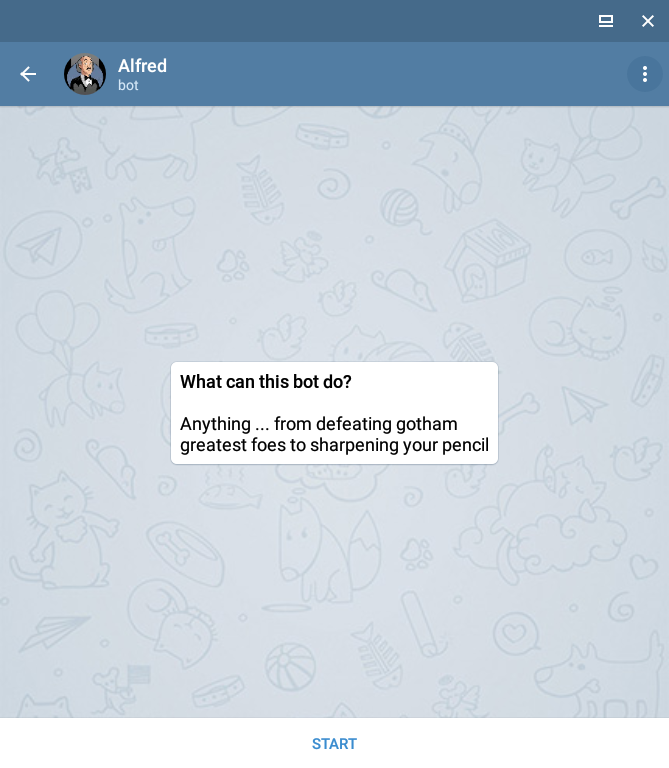 Alfred
bot
What can this bot do?
Anything ... from defeating gotham
greatest foes to sharpening your pencil
START